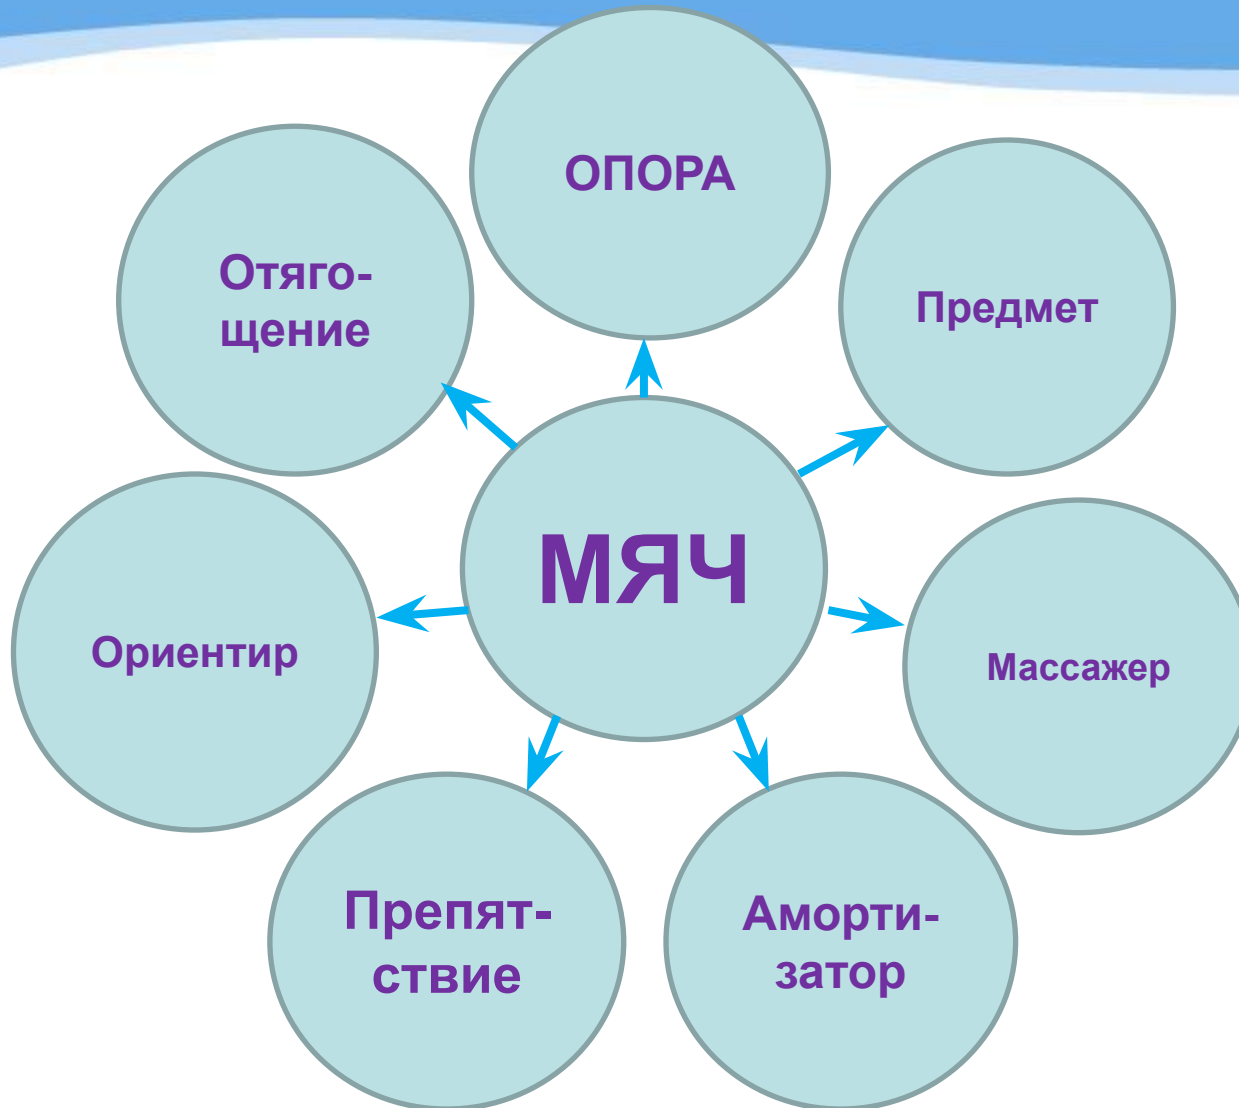 ОПОРА
Отяго-
щение
Предмет
МЯЧ
Ориентир
Массажер
Препят-
ствие
Аморти-
затор